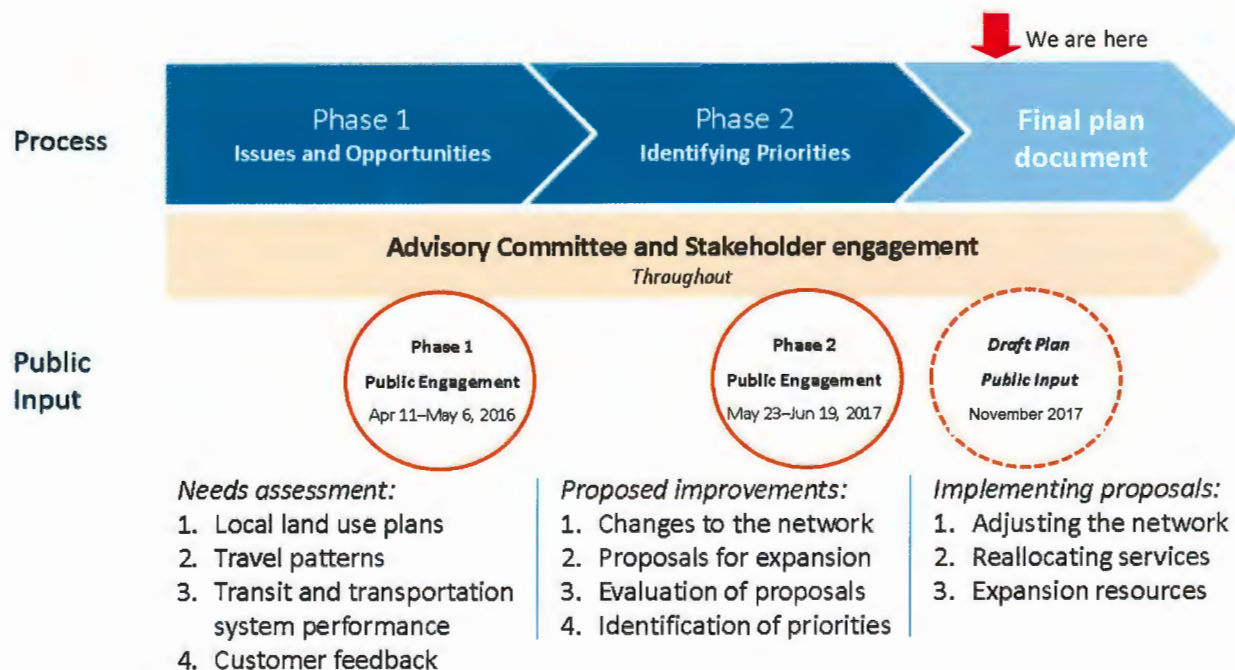 We are here
Process
Phase 1
Issues and Opportunities
Phase 2
Identifying Priorities
Final plan
document
Advisory Committee and Stakeholder engagement
Throughout
Public
Input
Phase 1
Public Engagement
Apr 11–May 6, 2016
Phase 2
Public Engagement
May 23–Jun 19, 2017
Draft Plan
Public Input
November 2017
Needs assessment:
1. Local land use plans
2. Travel patterns
3. Transit and transportation
system performance
4. Customer feedback
Proposed improvements:
1. Changes to the network
2. Proposals for expansion
3. Evaluation of proposals
4. Identification of priorities
Implementing proposals:
1. Adjusting the network
2. Reallocating services
3. Expansion resources